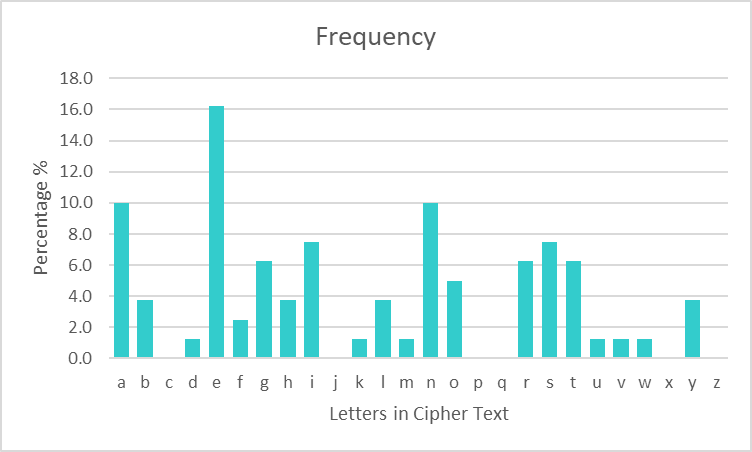 Frequency
Percentage %
18.0
16.0
14.0
12.0
10.0
8.0
6.0
4.0
2.0
0.0
a b c d e f g h i j k l m n o p q r s t u v w x y z
Letters in Cipher Text